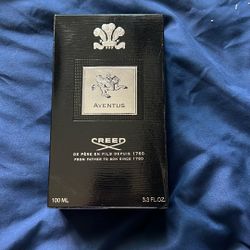 AVENTUS
CREED
DE PÈRE EN FILS DEPUIS 1760
FROM FATHER TO SON SINCE 1760
100 ML 3.3 FL.OZ.